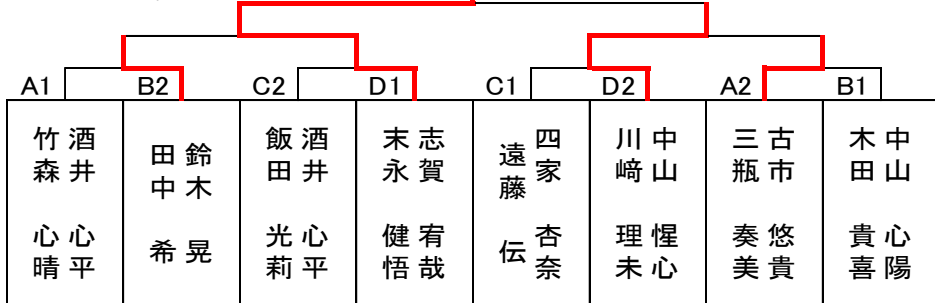 A1
酒井 心平
竹森 心晴
B2
鈴木 晃
田中 希
C2
酒井 心平
飯田 光莉
D1
志賀 宥哉
末永 健悟
C1
四家 杏奈
遠藤 伝
D2
中山 惺心
川﨑 理未
A2
古市 悠貴
三瓶 奏美
B1
中山 心陽
木田 貴喜